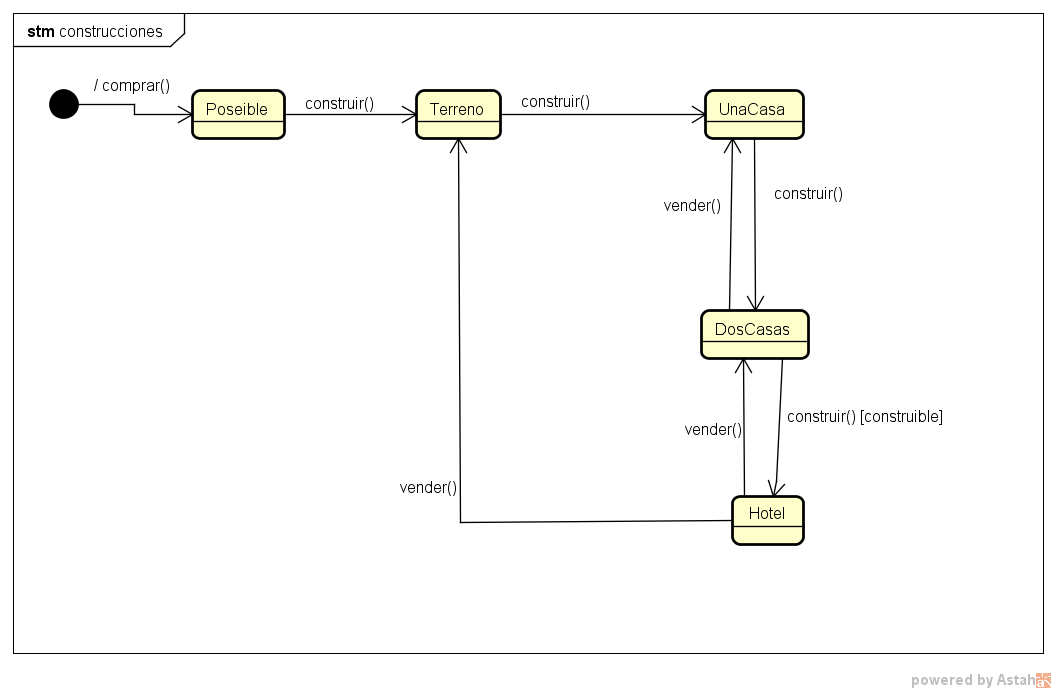 stm construcciones
/ comprar()
Poseible
construir()
Terreno
construir()
UnaCasa
vender()
construir()
DosCasas
vender()
construir() [construible]
vender()
Hotel
powered by Astah